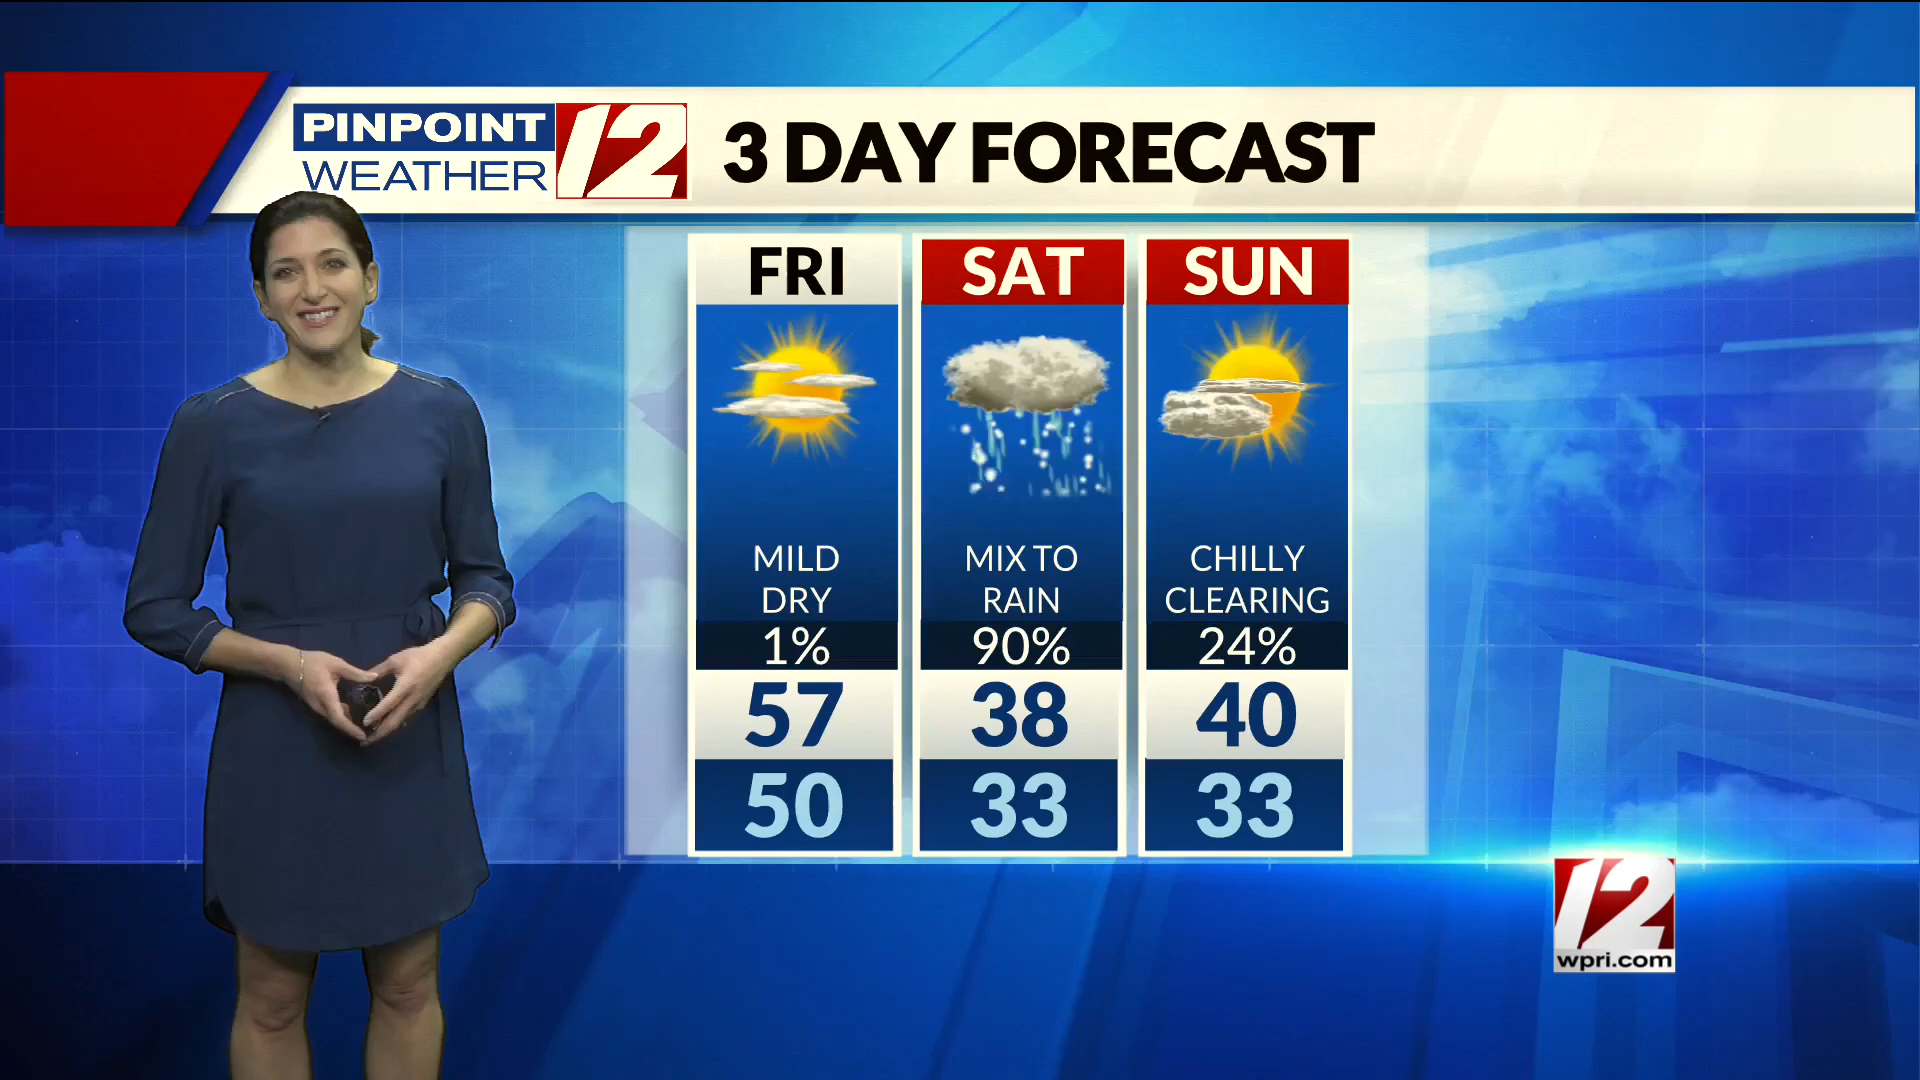 PINPOINT
WEATHER
12
3 DAY FORECAST
FRI
MILD
DRY
1%
57
50
SAT
MIX TO
RAIN
90%
38
33
SUN
CHILLY
CLEARING
24%
40
33
12
wpri.com